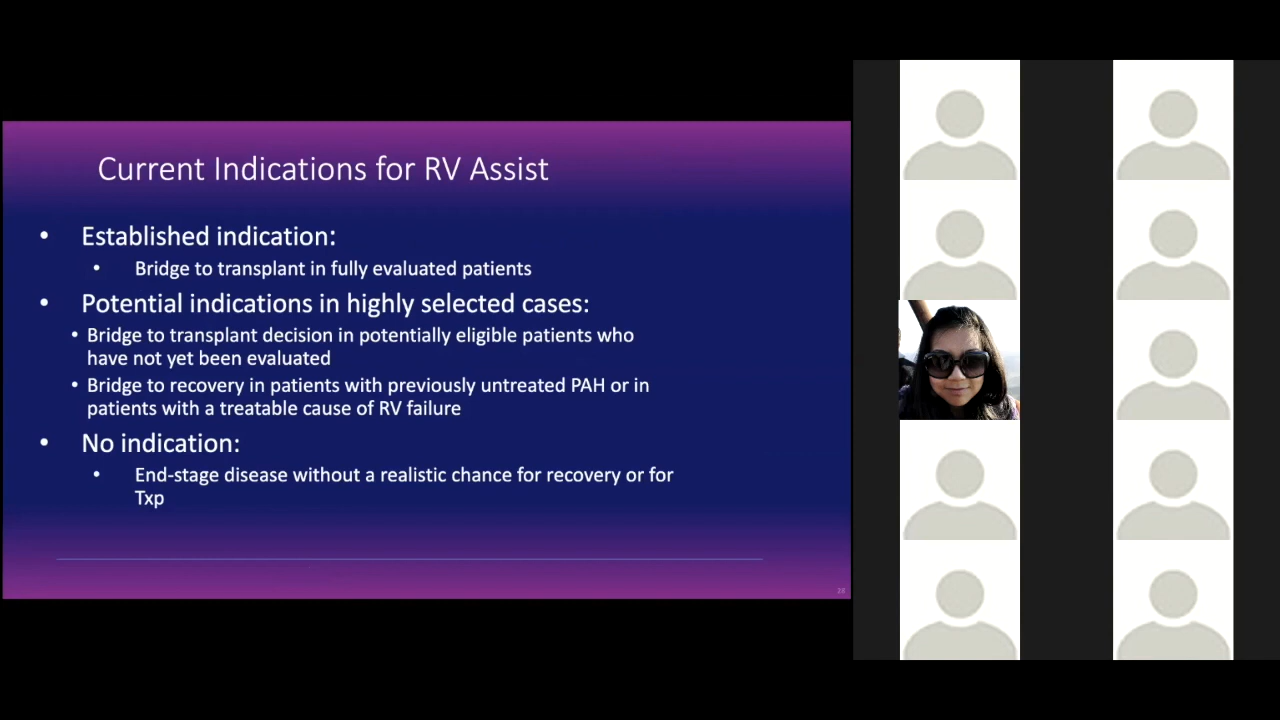 Current Indications for RV Assist
• Established indication:
• Bridge to transplant in fully evaluated patients
• Potential indications in highly selected cases:
• Bridge to transplant decision in potentially eligible patients who
have not yet been evaluated
• Bridge to recovery in patients with previously untreated PAH or in
patients with a treatable cause of RV failure
• No indication:
• End-stage disease without a realistic chance for recovery or for
Txp